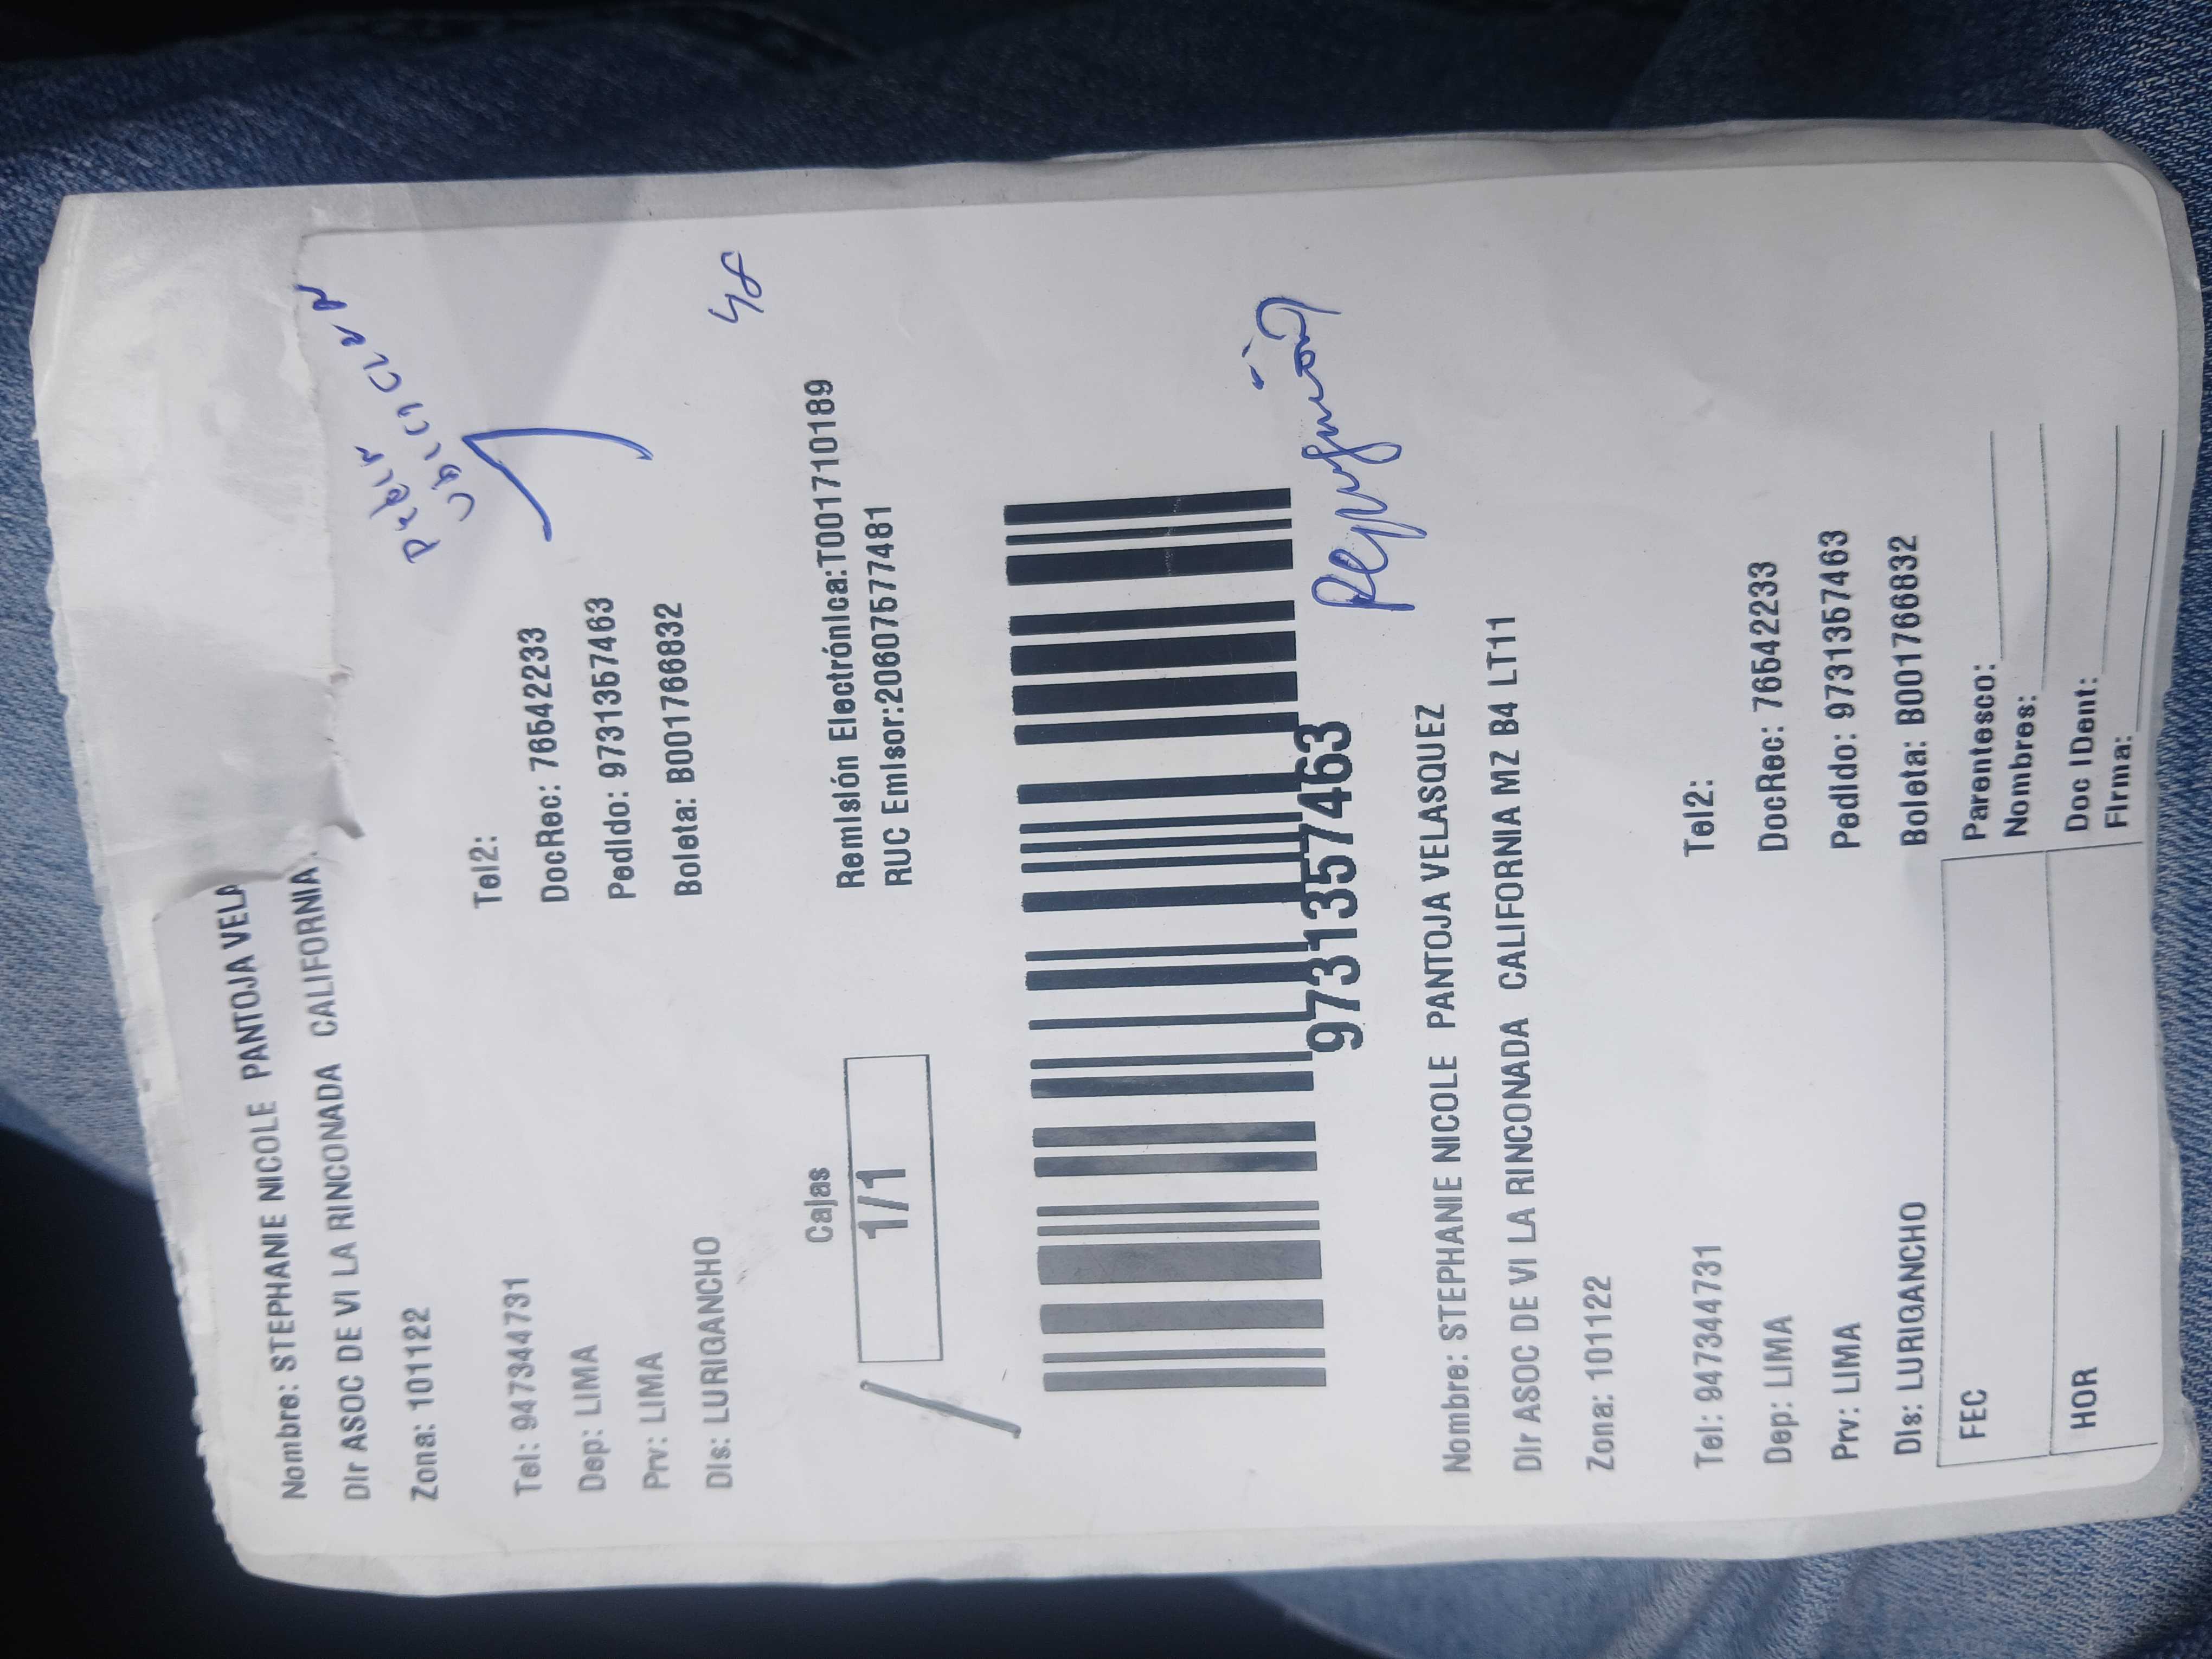 Nombre: STEPHANIE NICOLE PANTOJA VELA
Dir ASOC DE VI LA RINCONADA CALIFORNIA
Zona: 101122
Tel: 947344731 Tel2:
Dep: LIMA DocRec: 76542233
Prv: LIMA Pedido: 9731357463
Dis: LURIGANCHO Boleta: B001766832
48
Cajas
1/1
Remisión Electrónica:T001710189
RUC Emisor:20607577481
9731357463
Nombre: STEPHANIE NICOLE PANTOJA VELASQUEZ
Dir ASOC DE VI LA RINCONADA CALIFORNIA MZ B4 LT11
Zona: 101122
Tel: 947344731 Tel2:
Dep: LIMA DocRec: 76542233
Prv: LIMA Pedido: 9731357463
Dis: LURIGANCHO Boleta: B001766832
FEC
HOR
Parentesco:
Nombres:
Doc IDent:
Firma: